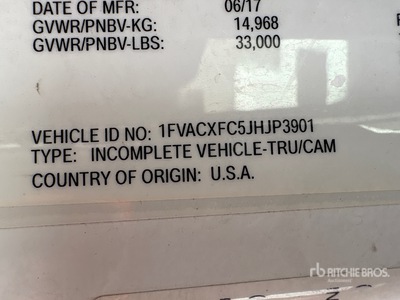 DATE OF MFR: 06/17
GVWR/PNBV-KG: 14,968
GVWR/PNBV-LBS: 33,000
VEHICLE ID NO: 1FVACXFC5JHJP3901
TYPE: INCOMPLETE VEHICLE-TRU/CAM
COUNTRY OF ORIGIN: U.S.A.
rb RITCHIE BROS.